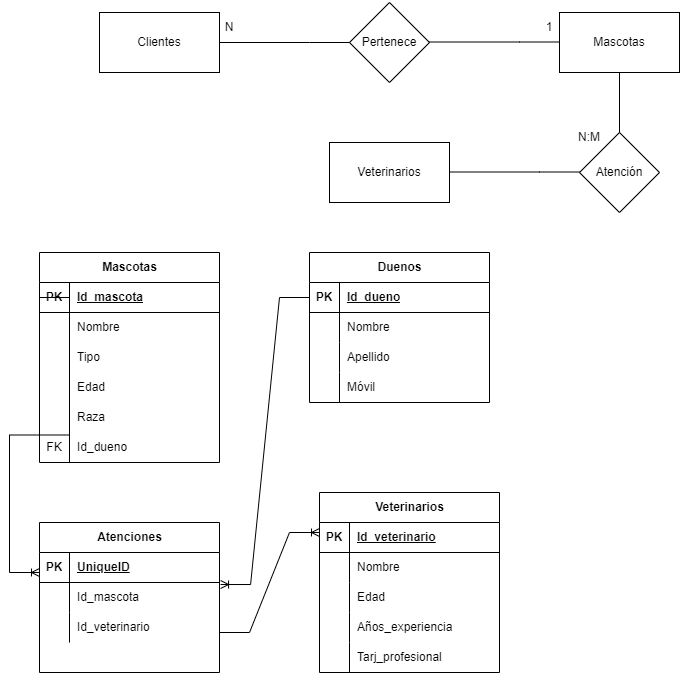 Clientes
N
Pertenece
1
Mascotas
N:M
Veterinarios
Atención
Mascotas
PK Id_mascota
Nombre
Tipo
Edad
Raza
FK Id_dueno
Duenos
PK Id_dueno
Nombre
Apellido
Móvil
Atenciones
PK UniqueID
Id_mascota
Id_veterinario
Veterinarios
PK Id_veterinario
Nombre
Edad
Años_experiencia
Tarj_profesional